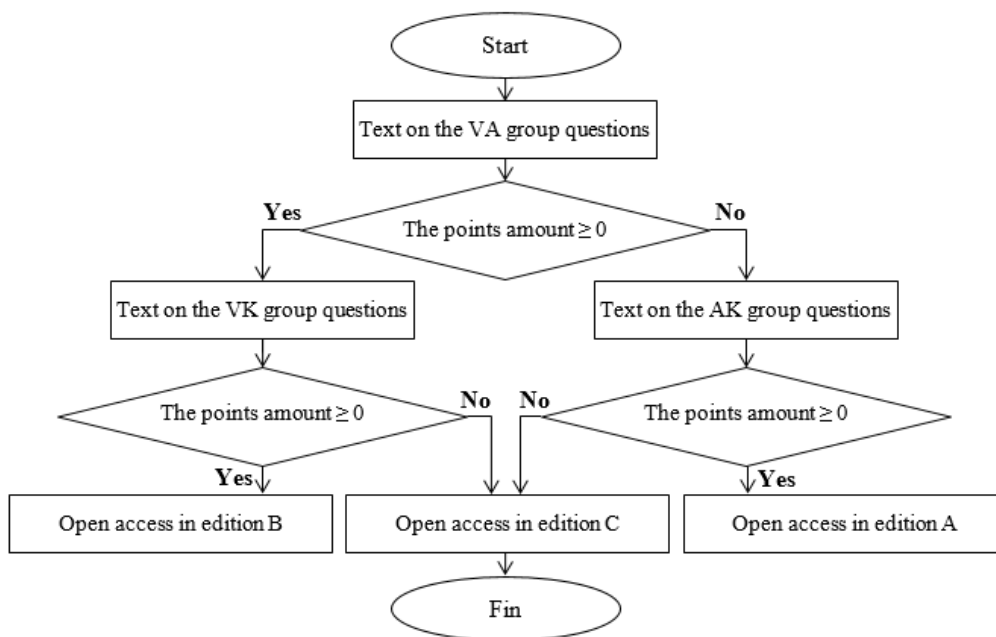 Start
Text on the VA group questions
Yes
No
The points amount ≥ 0
Text on the VK group questions
Text on the AK group questions
The points amount ≥ 0
No
No
The points amount ≥ 0
Yes
Yes
Open access in edition B
Open access in edition C
Open access in edition A
Fin